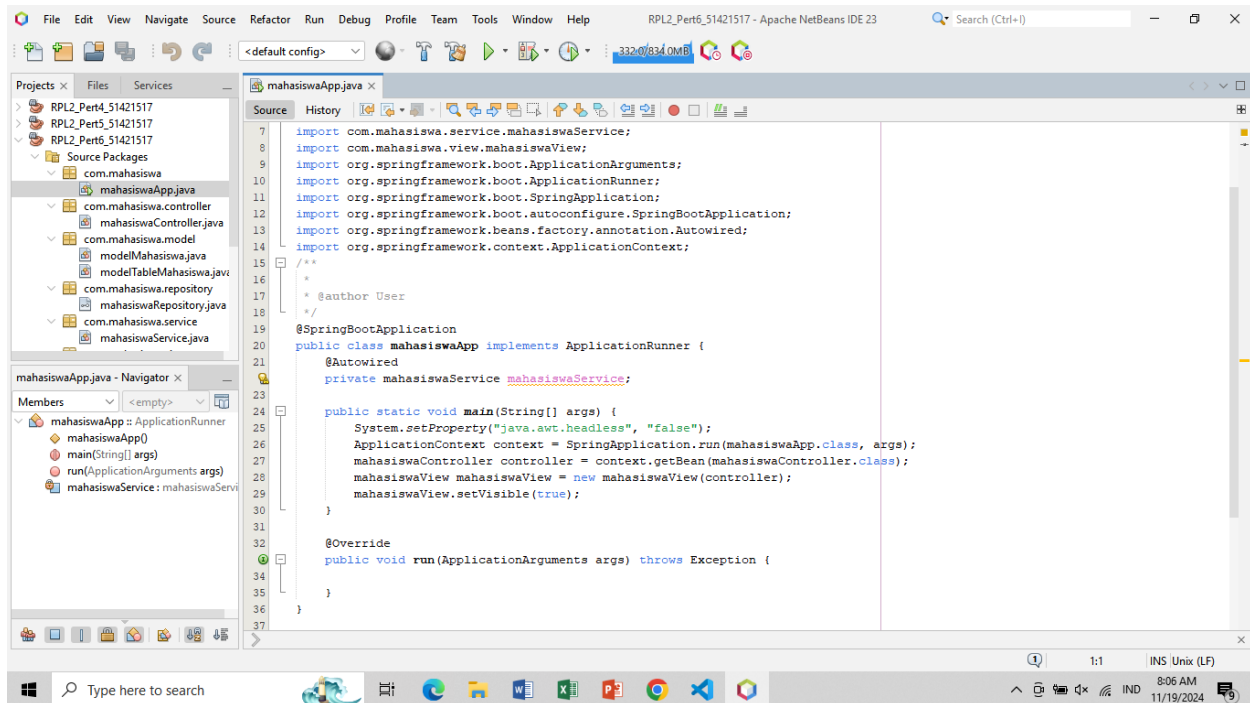 File Edit View Navigate Source Refactor Run Debug Profile Team Tools Window Help RPL2_Pert6_51421517 - Apache NetBeans IDE 23 Search (Ctrl+I)
<default config> 332.0/834.0MB
Projects Files Services
RPL2_Pert4_51421517
RPL2_Pert5_51421517
RPL2_Pert6_51421517
Source Packages
com.mahasiswa
mahasiswaApp.java
com.mahasiswa.controller
mahasiswaController.java
com.mahasiswa.model
modelMahasiswa.java
modelTableMahasiswa.java
com.mahasiswa.repository
mahasiswaRepository.java
com.mahasiswa.service
mahasiswaService.java
mahasiswaApp.java - Navigator
Members <empty>
mahasiswaApp :: ApplicationRunner
mahasiswaApp()
main(String[] args)
run(ApplicationArguments args)
mahasiswaService : mahasiswaServi
mahasiswaApp.java
Source History
7 import com.mahasiswa.service.mahasiswaService;
8 import com.mahasiswa.view.mahasiswaView;
9 import org.springframework.boot.ApplicationArguments;
10 import org.springframework.boot.ApplicationRunner;
11 import org.springframework.boot.SpringApplication;
12 import org.springframework.boot.autoconfigure.SpringBootApplication;
13 import org.springframework.beans.factory.annotation.Autowired;
14 import org.springframework.context.ApplicationContext;
15 /**
16 *
17 * @author User
18 */
19 @SpringBootApplication
20 public class mahasiswaApp implements ApplicationRunner {
21 @Autowired
private mahasiswaService mahasiswaService;
23
24 public static void main(String[] args) {
25 System.setProperty("java.awt.headless", "false");
26 ApplicationContext context = SpringApplication.run(mahasiswaApp.class, args);
27 mahasiswaController controller = context.getBean(mahasiswaController.class);
28 mahasiswaView mahasiswaView = new mahasiswaView(controller);
29 mahasiswaView.setVisible(true);
30 }
31
32 @Override
public void run(ApplicationArguments args) throws Exception {
34
35 }
36 }
37
1 1:1 INS Unix (LF)
Type here to search IND 8:06 AM
11/19/2024 9